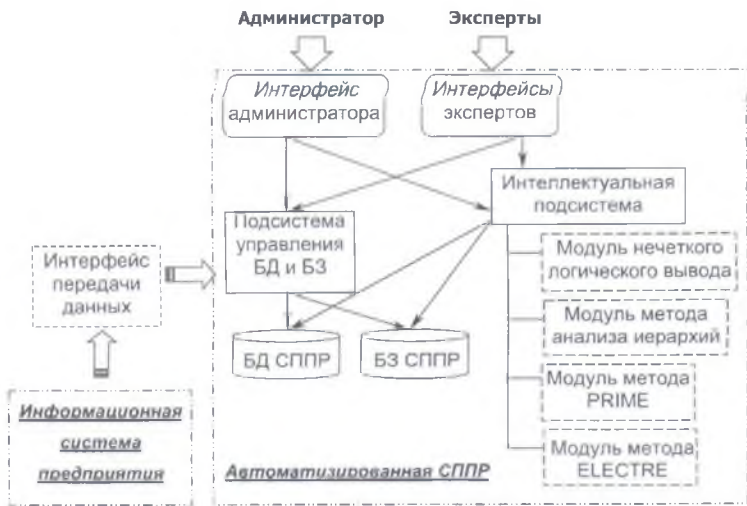 Администратор
Эксперты
Интерфейс
администратора
Интерфейсы
экспертов
Интеллектуальная
подсистема
Подсистема
управления
БД и БЗ
Интерфейс
передачи
данных
Модуль нечеткого
логического вывода
Модуль метода
анализа иерархий
БД СППР
БЗ СППР
Модуль метода
PRIME
Модуль метода
ELECTRE
Информационная
система
предприятия
Автоматизированная СППР